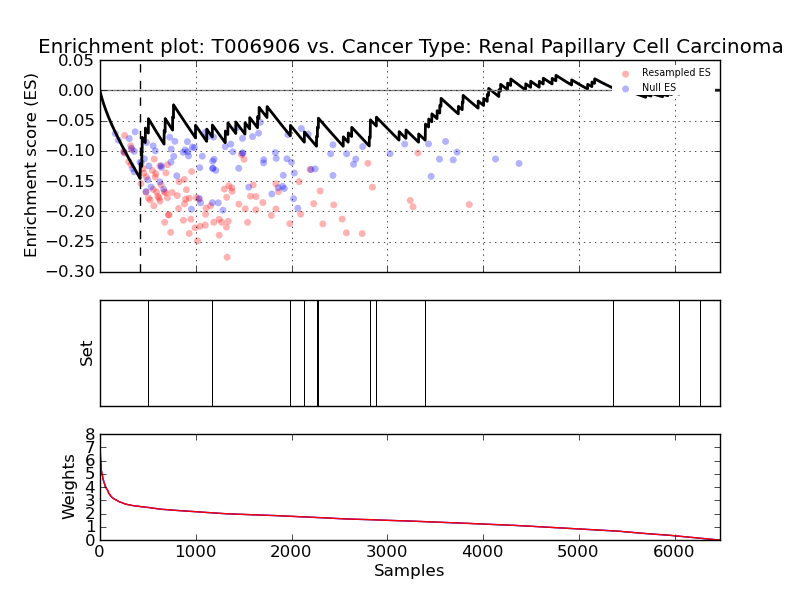 Enrichment plot: T006906 vs. Cancer Type: Renal Papillary Cell Carcinoma
Enrichment score (ES)
0.05
0.00
−0.05
−0.10
−0.15
−0.20
−0.25
−0.30
Resampled ES
Null ES
Set
Weights
8
7
6
5
4
3
2
1
0
0 1000 2000 3000 4000 5000 6000
Samples